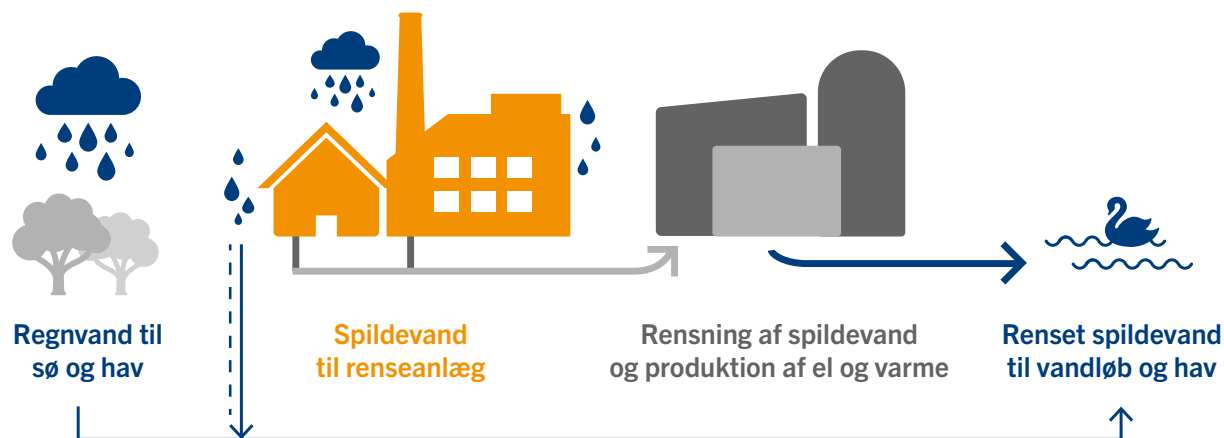 Regnvand til
sø og hav
Spildevand
til renseanlæg
Rensning af spildevand
og produktion af el og varme
Renset spildevand
til vandløb og hav